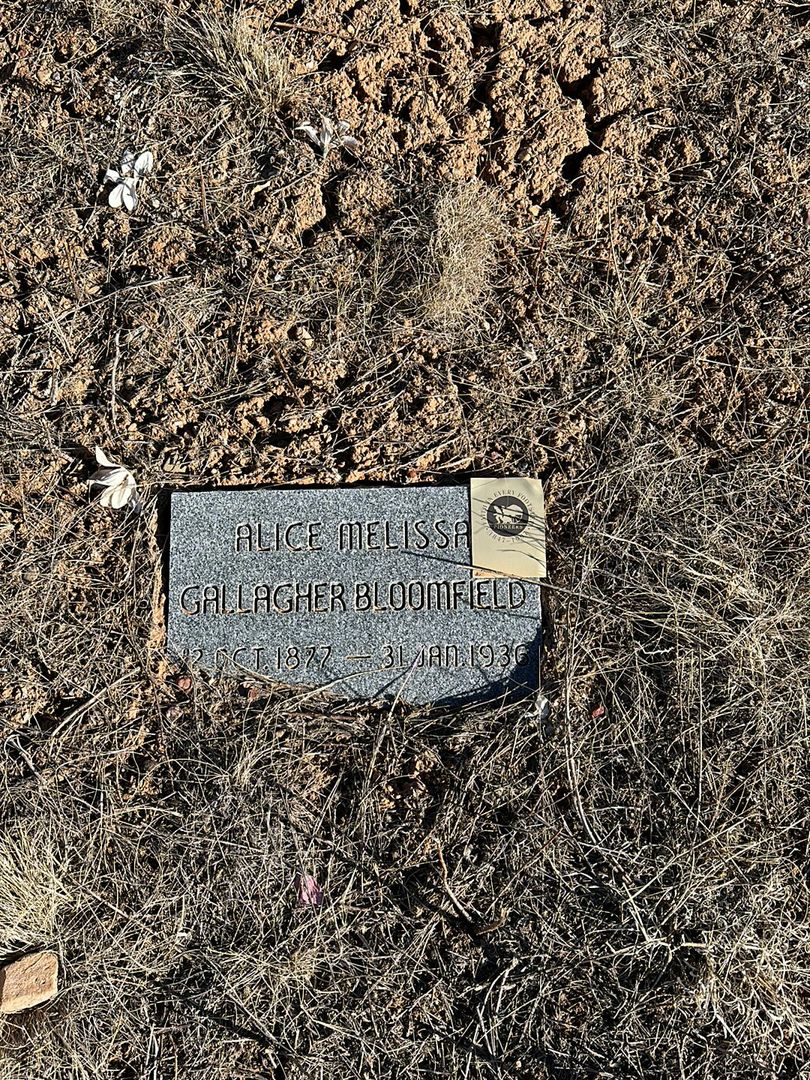 ALICE MELISSA
GALLAGHER BLOOMFIELD
12 OCT. 1877 — 31 JAN. 1936